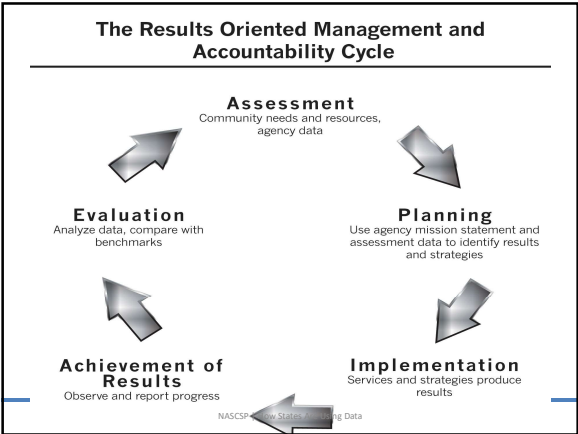 The Results Oriented Management and
Accountability Cycle
Assessment
Community needs and resources,
agency data
Planning
Use agency mission statement and
assessment data to identify results
and strategies
Implementation
Services and strategies produce
results
Achievement of
Results
Observe and report progress
Evaluation
Analyze data, compare with
benchmarks
NASCSP States Data